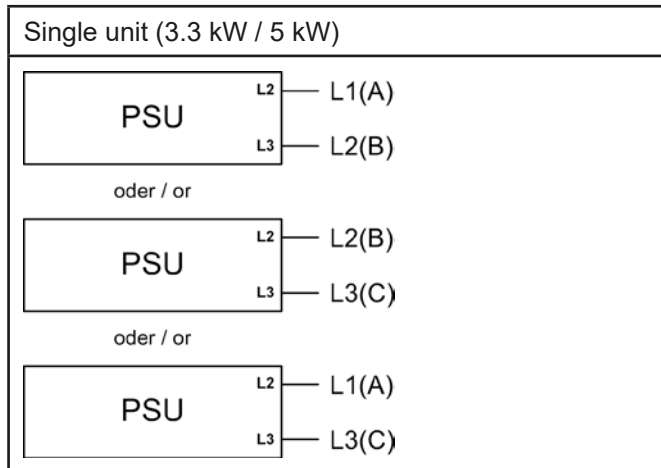 Single unit (3.3 kW / 5 kW)
L2 L1(A)
PSU
L3 L2(B)
oder / or
L2 L2(B)
PSU
L3 L3(C)
oder / or
L2 L1(A)
PSU
L3 L3(C)